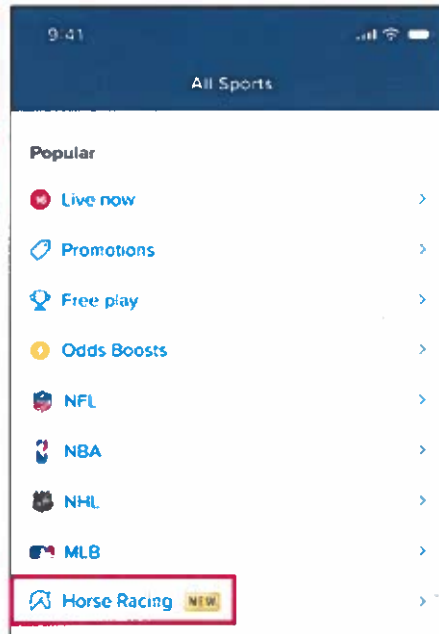 9:41
All Sports
Popular
Live now
Promotions
Free play
Odds Boosts
NFL
NBA
NHL
MLB
Horse Racing NEW